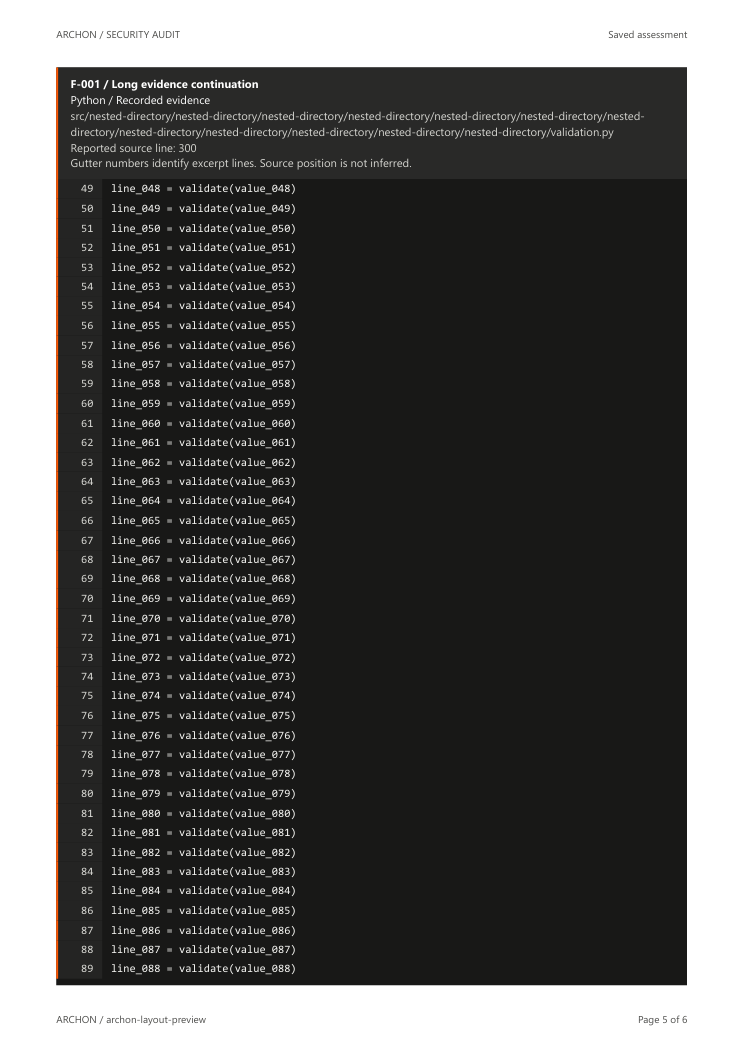 ARCHON / SECURITY AUDIT
Saved assessment
F-001 / Long evidence continuation
Python / Recorded evidence
src/nested-directory/nested-directory/nested-directory/nested-directory/nested-directory/nested-directory/nested-
directory/nested-directory/nested-directory/nested-directory/nested-directory/nested-directory/validation.py
Reported source line: 300
Gutter numbers identify excerpt lines. Source position is not inferred.
49 line_048 = validate(value_048)
50 line_049 = validate(value_049)
51 line_050 = validate(value_050)
52 line_051 = validate(value_051)
53 line_052 = validate(value_052)
54 line_053 = validate(value_053)
55 line_054 = validate(value_054)
56 line_055 = validate(value_055)
57 line_056 = validate(value_056)
58 line_057 = validate(value_057)
59 line_058 = validate(value_058)
60 line_059 = validate(value_059)
61 line_060 = validate(value_060)
62 line_061 = validate(value_061)
63 line_062 = validate(value_062)
64 line_063 = validate(value_063)
65 line_064 = validate(value_064)
66 line_065 = validate(value_065)
67 line_066 = validate(value_066)
68 line_067 = validate(value_067)
69 line_068 = validate(value_068)
70 line_069 = validate(value_069)
71 line_070 = validate(value_070)
72 line_071 = validate(value_071)
73 line_072 = validate(value_072)
74 line_073 = validate(value_073)
75 line_074 = validate(value_074)
76 line_075 = validate(value_075)
77 line_076 = validate(value_076)
78 line_077 = validate(value_077)
79 line_078 = validate(value_078)
80 line_079 = validate(value_079)
81 line_080 = validate(value_080)
82 line_081 = validate(value_081)
83 line_082 = validate(value_082)
84 line_083 = validate(value_083)
85 line_084 = validate(value_084)
86 line_085 = validate(value_085)
87 line_086 = validate(value_086)
88 line_087 = validate(value_087)
89 line_088 = validate(value_088)
ARCHON / archon-layout-preview
Page 5 of 6